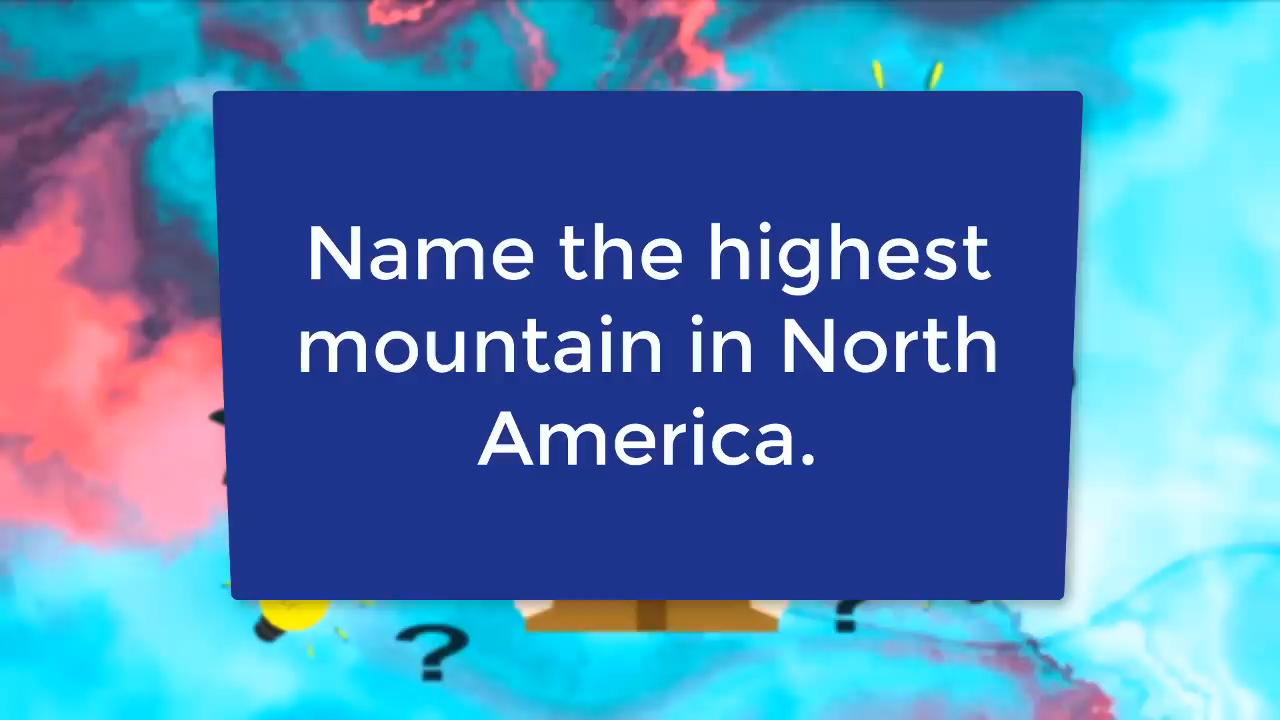 Name the highest
mountain in North
America.
?
?